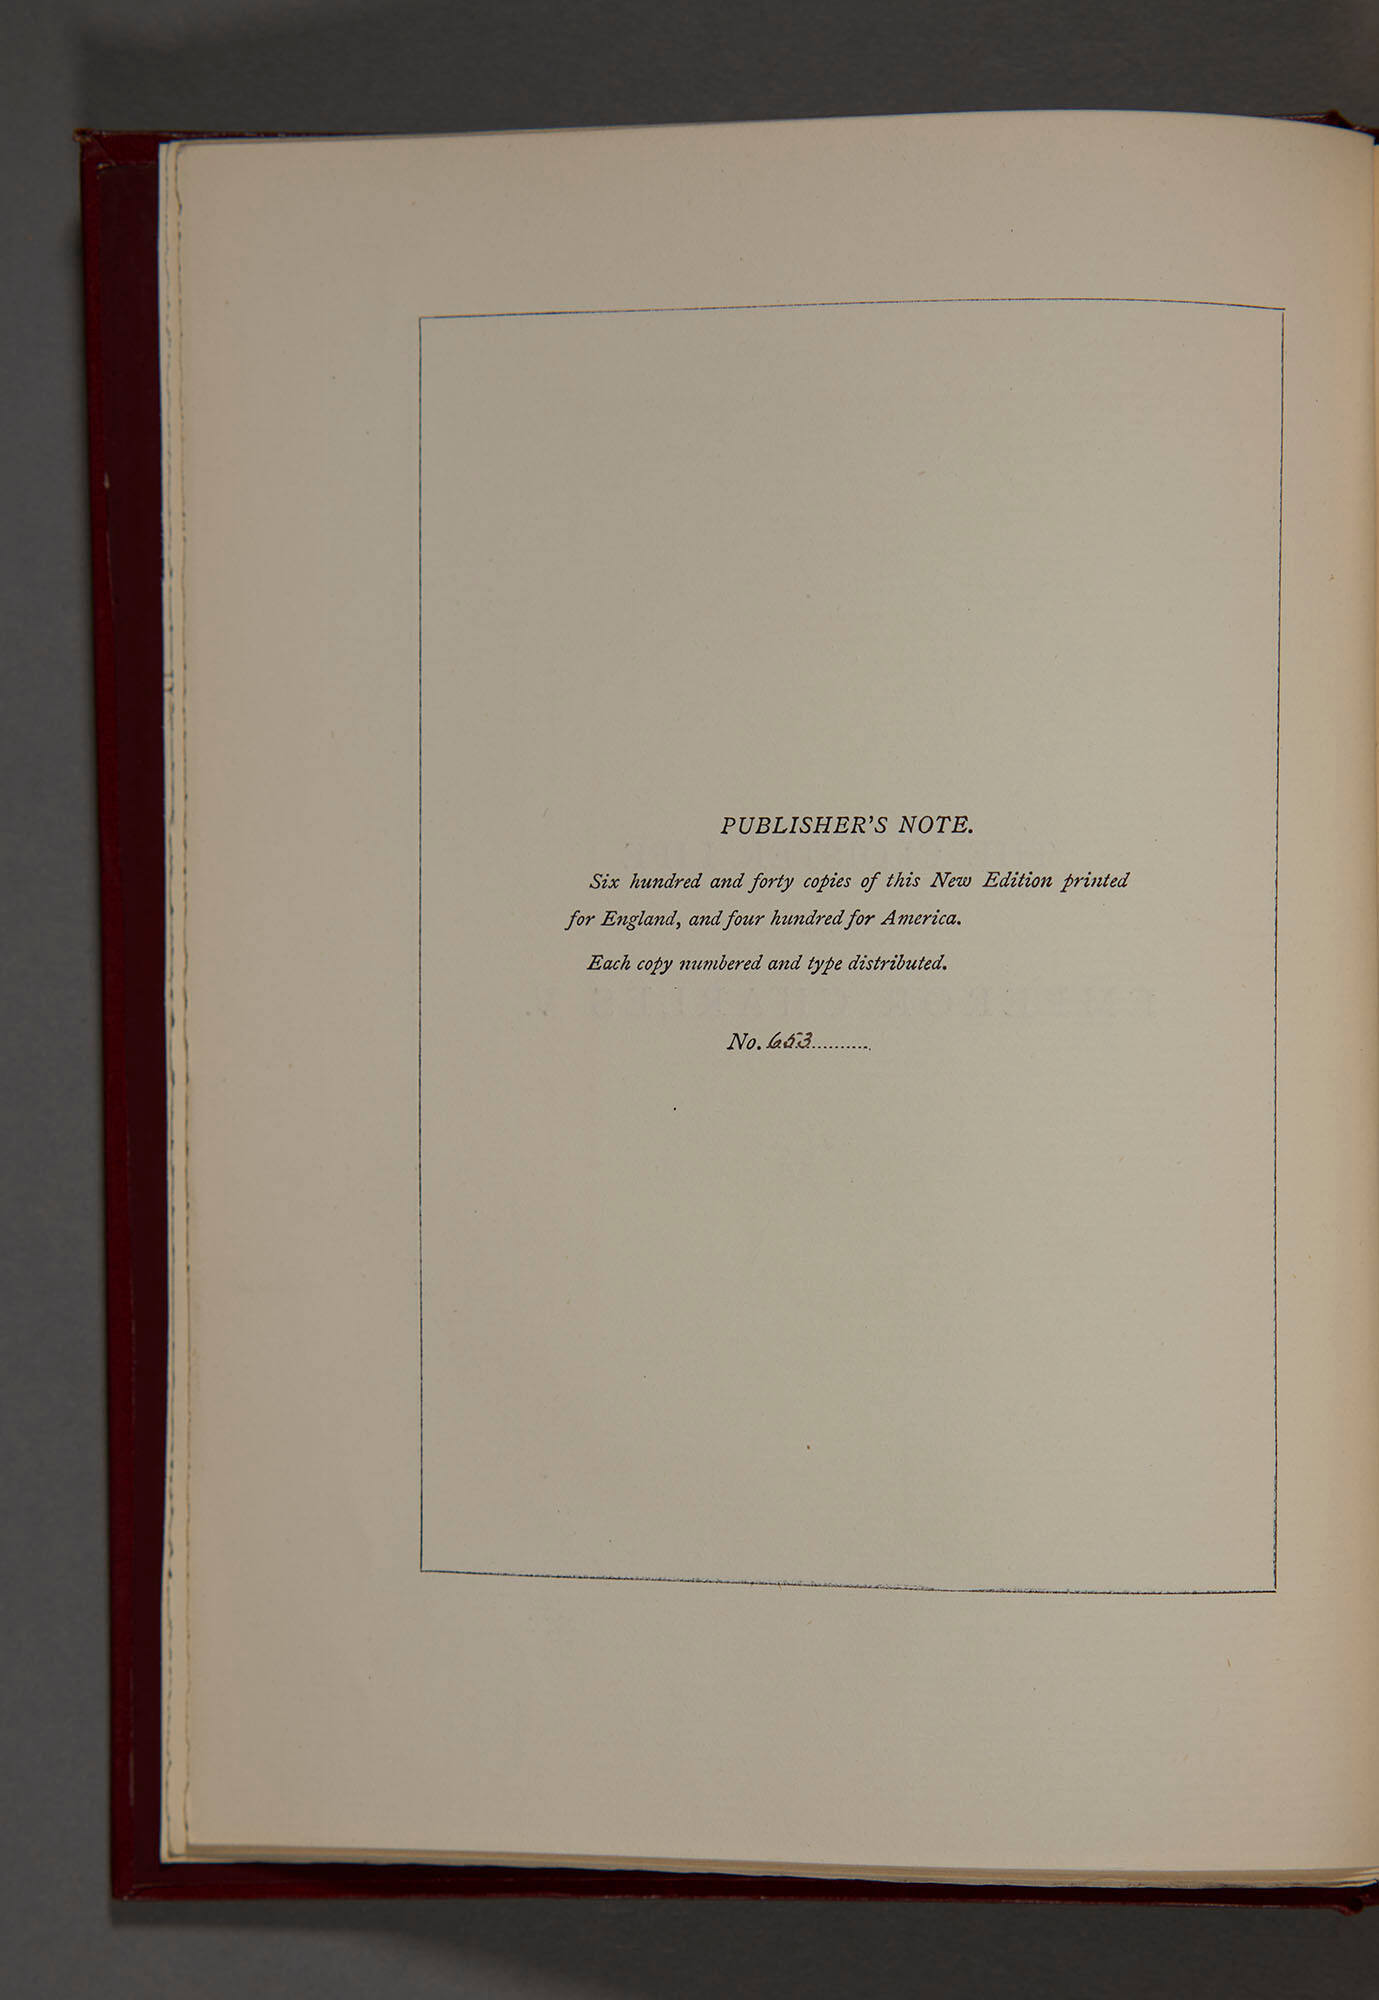 PUBLISHER'S NOTE.
Six hundred and forty copies of this New Edition printed
for England, and four hundred for America.
Each copy numbered and type distributed.
No. 653..........